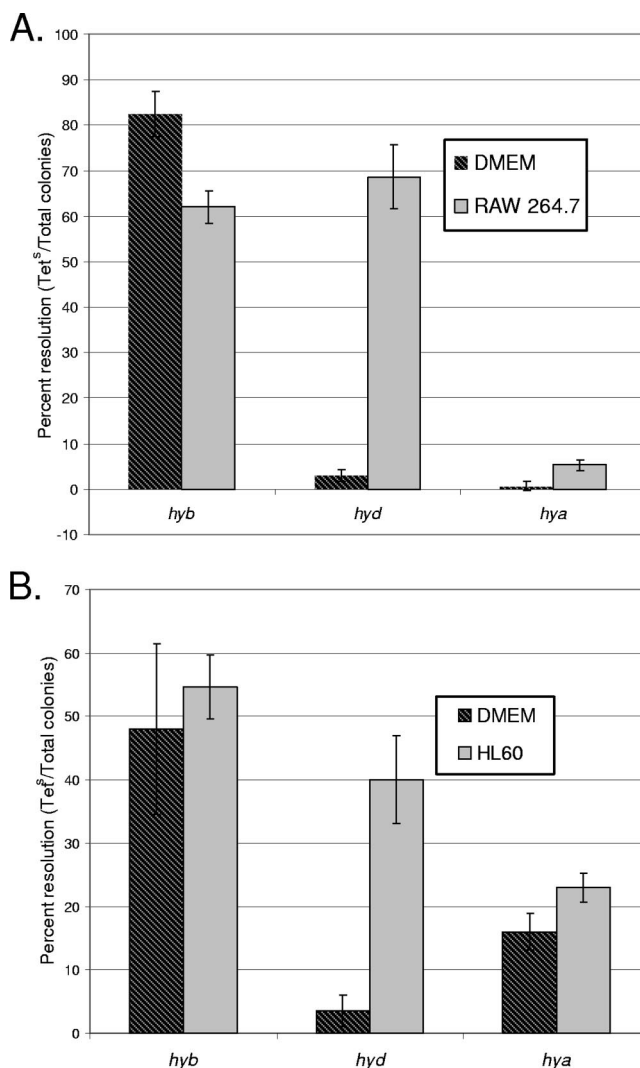 A.
Percent resolution (Tetˢ/Total colonies)
100
90
80
70
60
50
40
30
20
10
0
-10
DMEM
RAW 264.7
hyb hyd hya
B.
Percent resolution (Tetˢ/Total colonies)
70
60
50
40
30
20
10
0
DMEM
HL60
hyb hyd hya